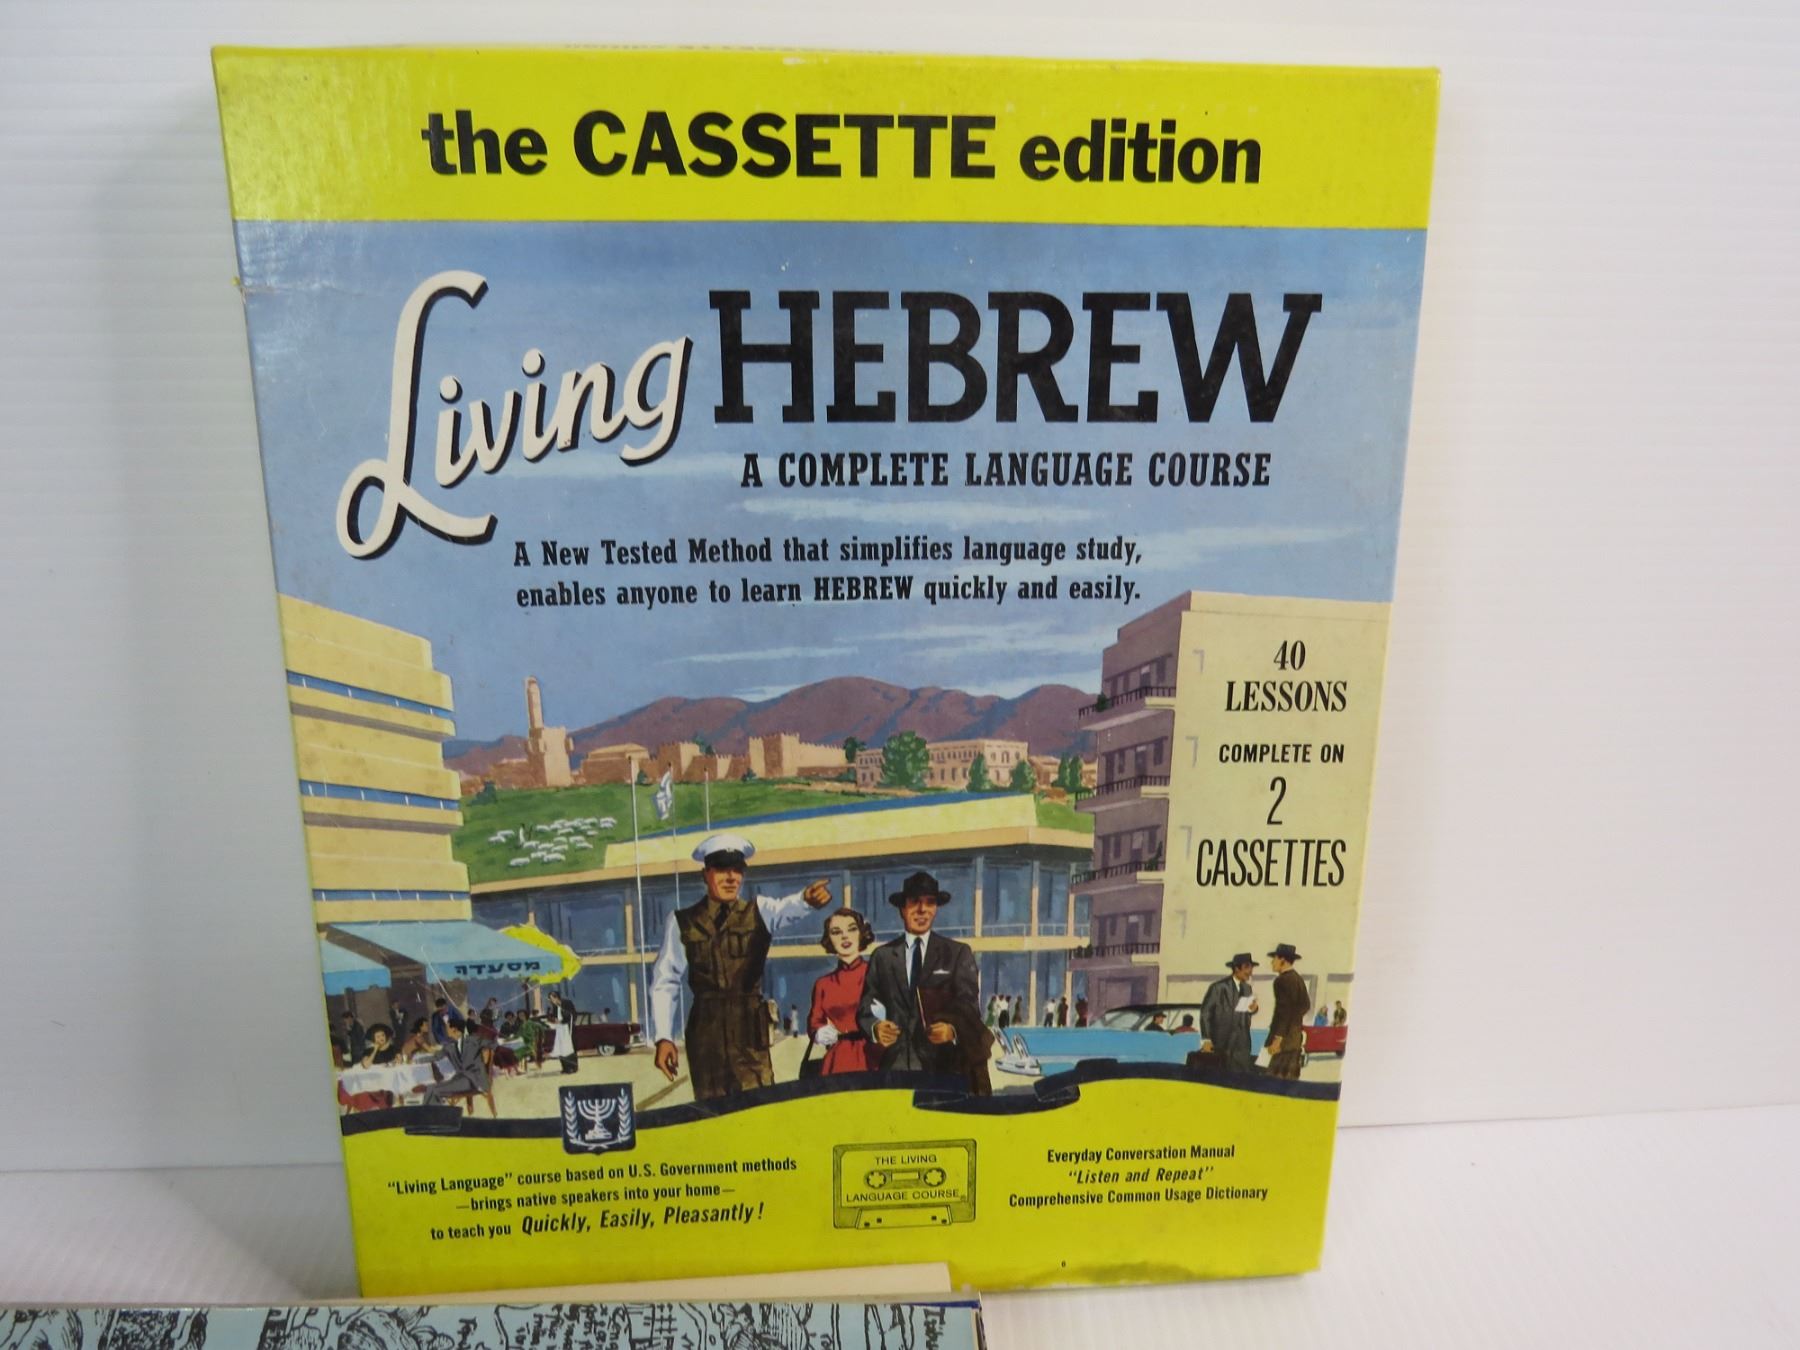 the CASSETTE edition
Living HEBREW
A COMPLETE LANGUAGE COURSE
A New Tested Method that simplifies language study,
enables anyone to learn HEBREW quickly and easily.
40
LESSONS
COMPLETE ON
2
CASSETTES
מסעדה
"Living Language" course based on U.S. Government methods
—brings native speakers into your home—
to teach you Quickly, Easily, Pleasantly!
THE LIVING
LANGUAGE COURSE
Everyday Conversation Manual
"Listen and Repeat"
Comprehensive Common Usage Dictionary